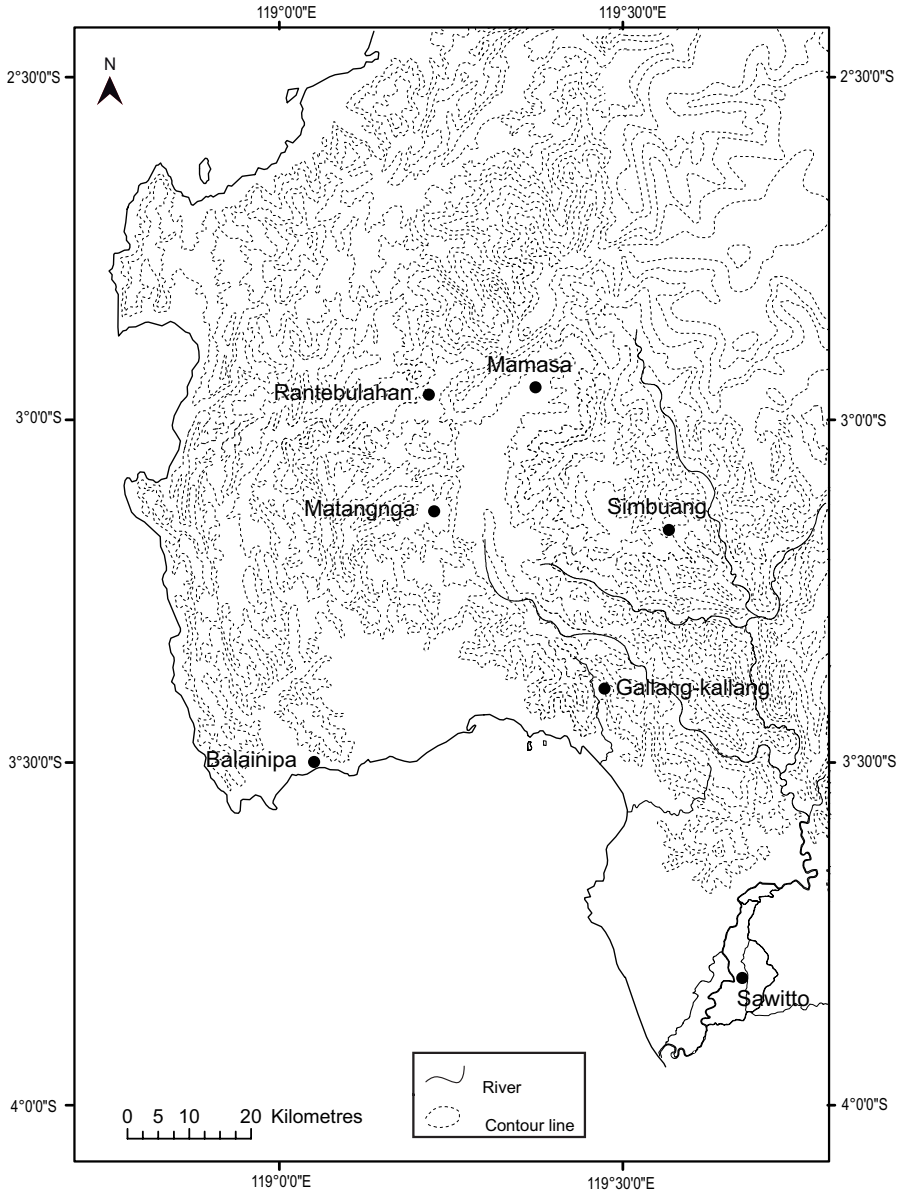 119°0'0"E 119°30'0"E
2°30'0"S 2°30'0"S
N
Mamasa
Rantebulahan
3°0'0"S 3°0'0"S
Matangnga
Simbuang
Gallang-kallang
Balainipa
3°30'0"S 3°30'0"S
Sawitto
River
Contour line
4°0'0"S 4°0'0"S
0 5 10 20 Kilometres
119°0'0"E 119°30'0"E